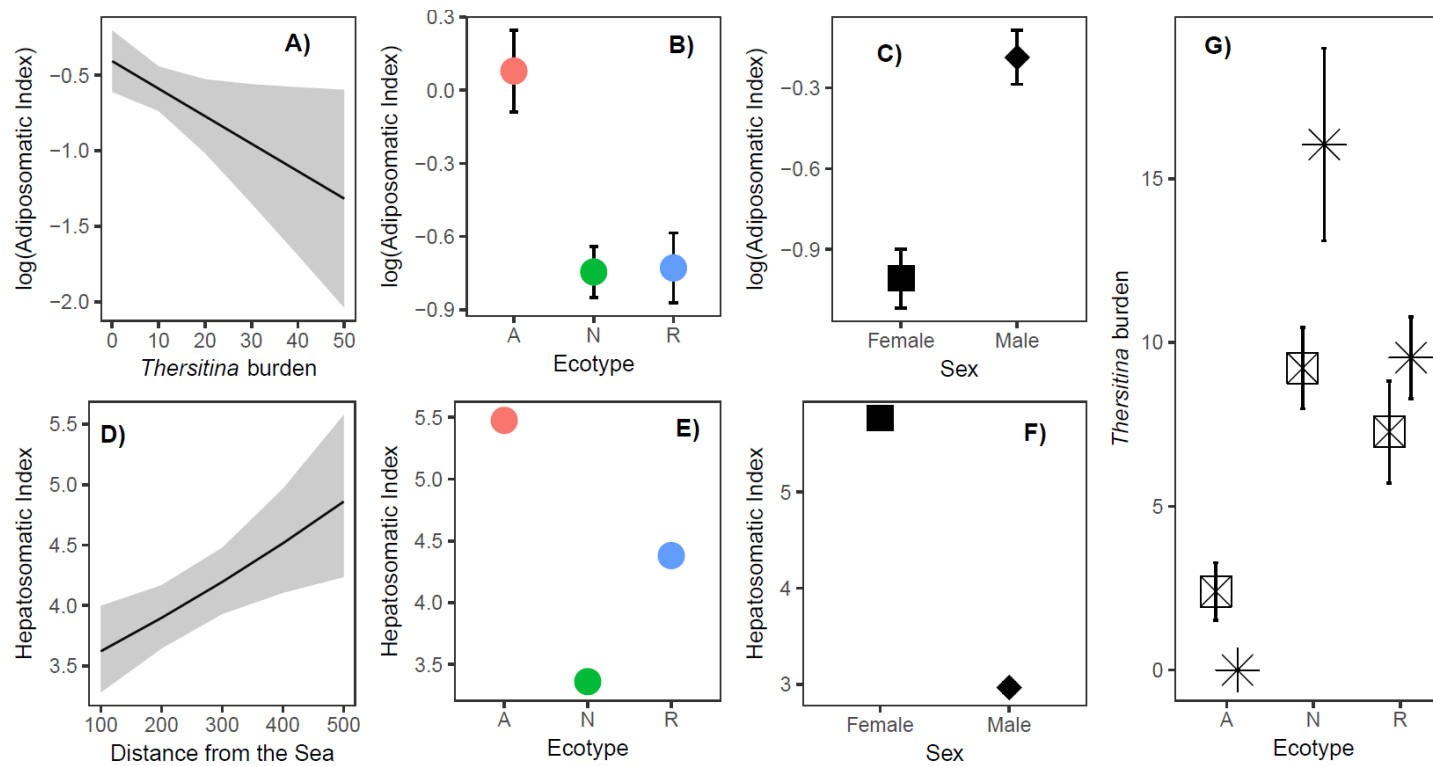 A)
log(Adiposomatic Index)
−0.5
−1.0
−1.5
−2.0
0 10 20 30 40 50
Thersitina burden
B)
log(Adiposomatic Index)
0.3
0.0
−0.3
−0.6
−0.9
A N R
Ecotype
C)
log(Adiposomatic Index)
−0.3
−0.6
−0.9
Female Male
Sex
D)
Hepatosomatic Index
5.5
5.0
4.5
4.0
3.5
100 200 300 400 500
Distance from the Sea
E)
Hepatosomatic Index
5.5
5.0
4.5
4.0
3.5
A N R
Ecotype
F)
Hepatosomatic Index
5
4
3
Female Male
Sex
G)
Thersitina burden
15
10
5
0
A N R
Ecotype